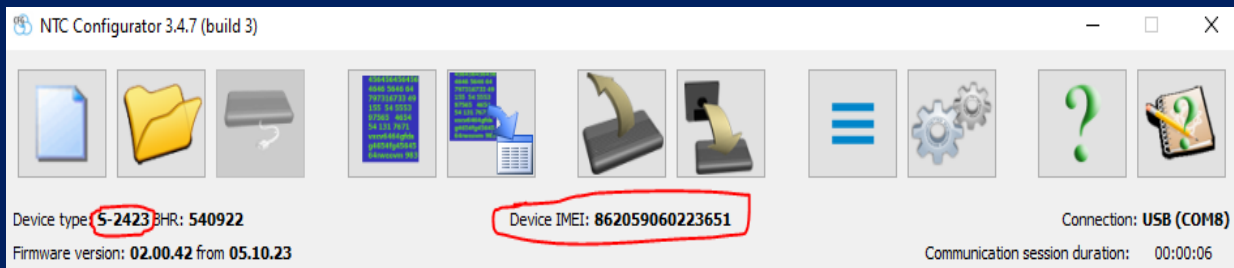 NTC Configurator 3.4.7 (build 3)
Device type: S-2423 BHR: 540922 Device IMEI: 862059060223651 Connection: USB (COM8)
Firmware version: 02.00.42 from 05.10.23 Communication session duration: 00:00:06